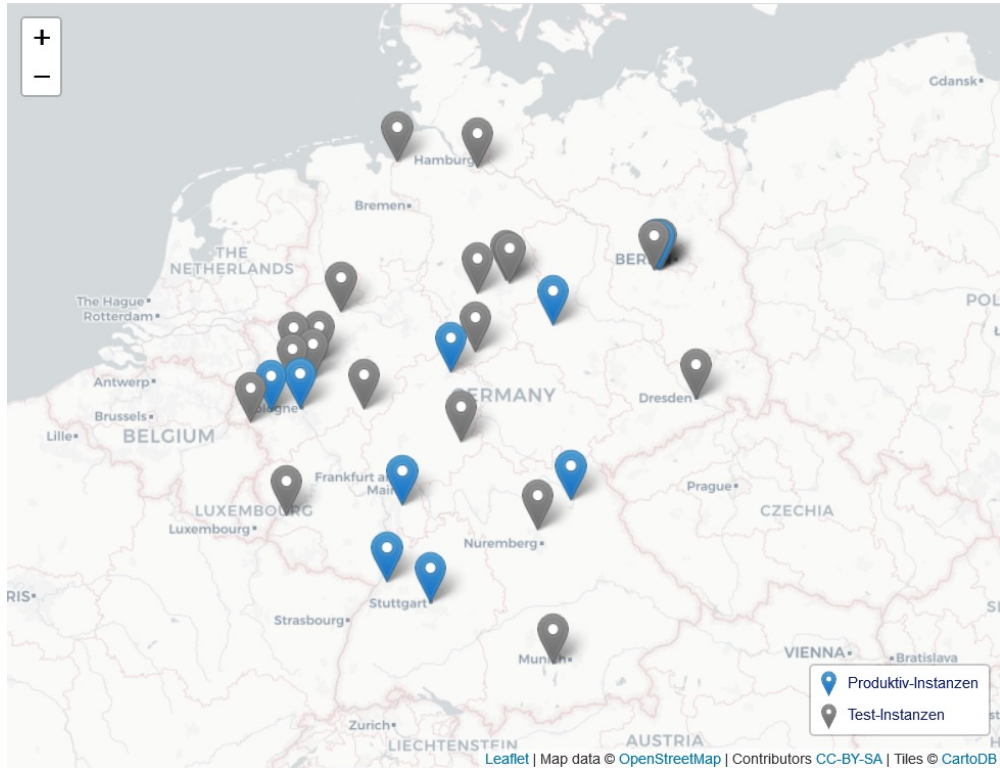 +
−
Gdansk
Hamburg
Bremen
THE
NETHERLANDS
BER
The Hague
Rotterdam
POL
Antwerp
GERMANY
Dresden
Brussels
ologne
Lille
BELGIUM
Frankfurt a
Main
Prague
LUXEMBOURG
CZECHIA
Luxembourg
Nuremberg
RIS
Stuttgart
Strasbourg
VIENNA
Munich
Bratislava
Produktiv-Instanzen
Test-Instanzen
Zurich
LIECHTENSTEIN
AUSTRIA
Leaflet | Map data © OpenStreetMap | Contributors CC-BY-SA | Tiles © CartoDB